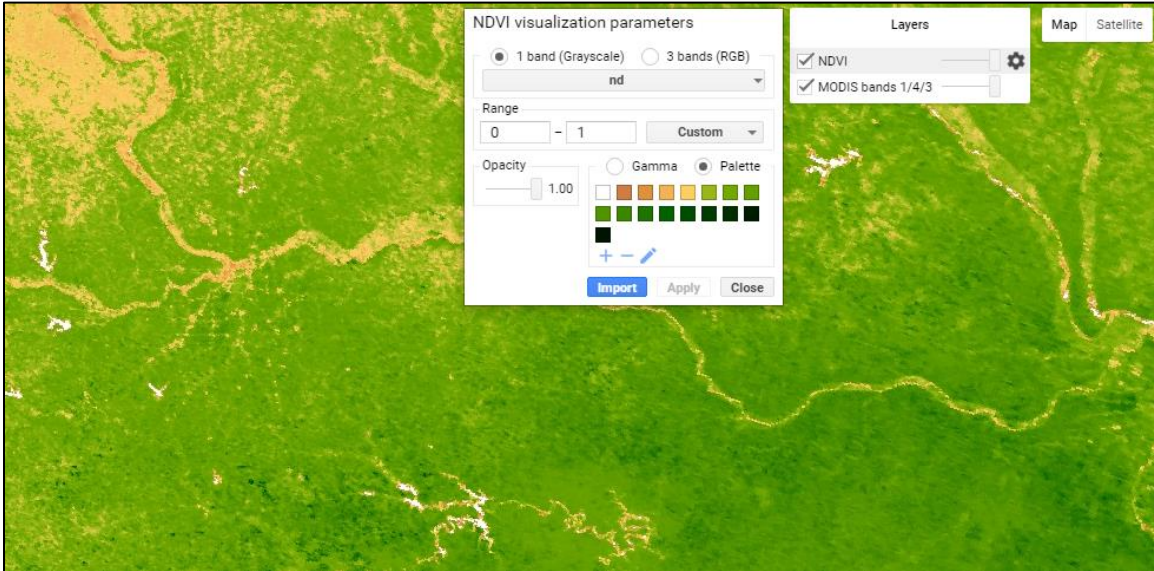 NDVI visualization parameters
1 band (Grayscale) 3 bands (RGB)
nd
Range
0 – 1 Custom
Opacity
1.00
Gamma Palette
Import Apply Close
Layers
NDVI
MODIS bands 1/4/3
Map Satellite